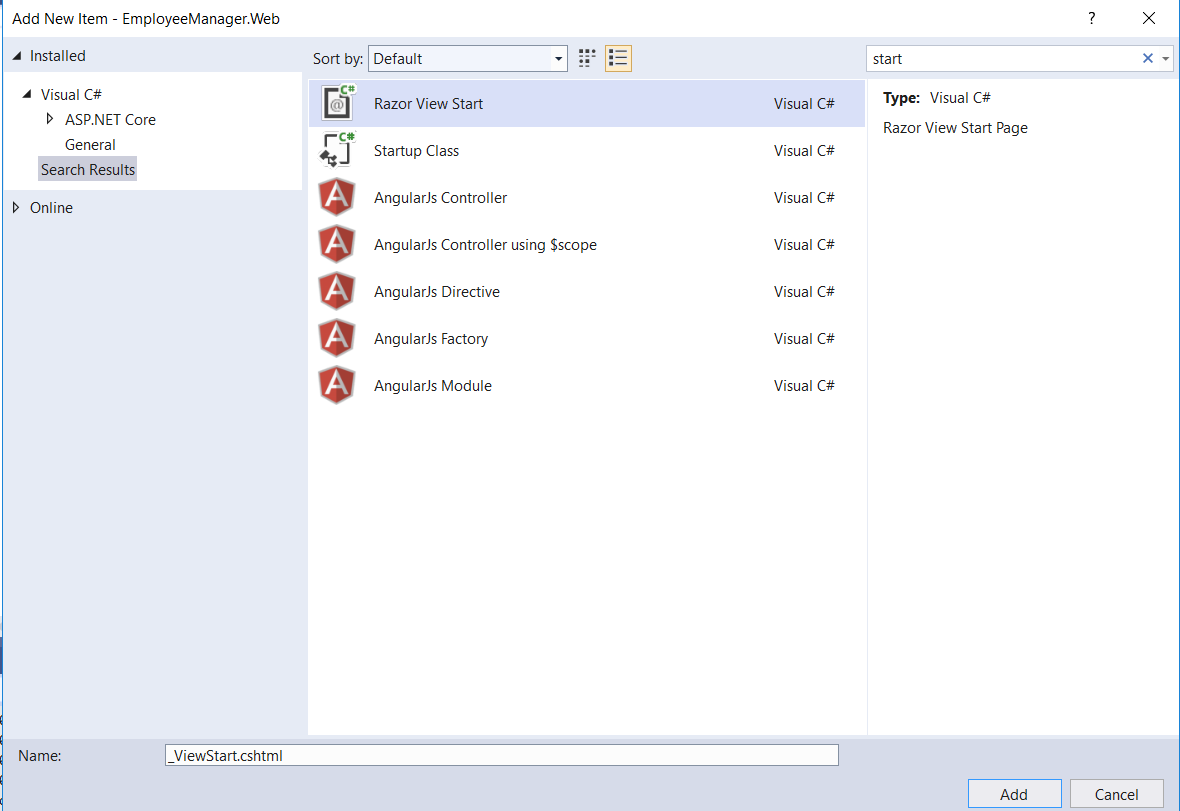 Add New Item - EmployeeManager.Web
?
Installed
Sort by: Default
start
Visual C#
ASP.NET Core
General
Search Results
Online
Razor View Start Visual C#
Startup Class Visual C#
AngularJs Controller Visual C#
AngularJs Controller using $scope Visual C#
AngularJs Directive Visual C#
AngularJs Factory Visual C#
AngularJs Module Visual C#
Type: Visual C#
Razor View Start Page
Name: _ViewStart.cshtml
Add Cancel